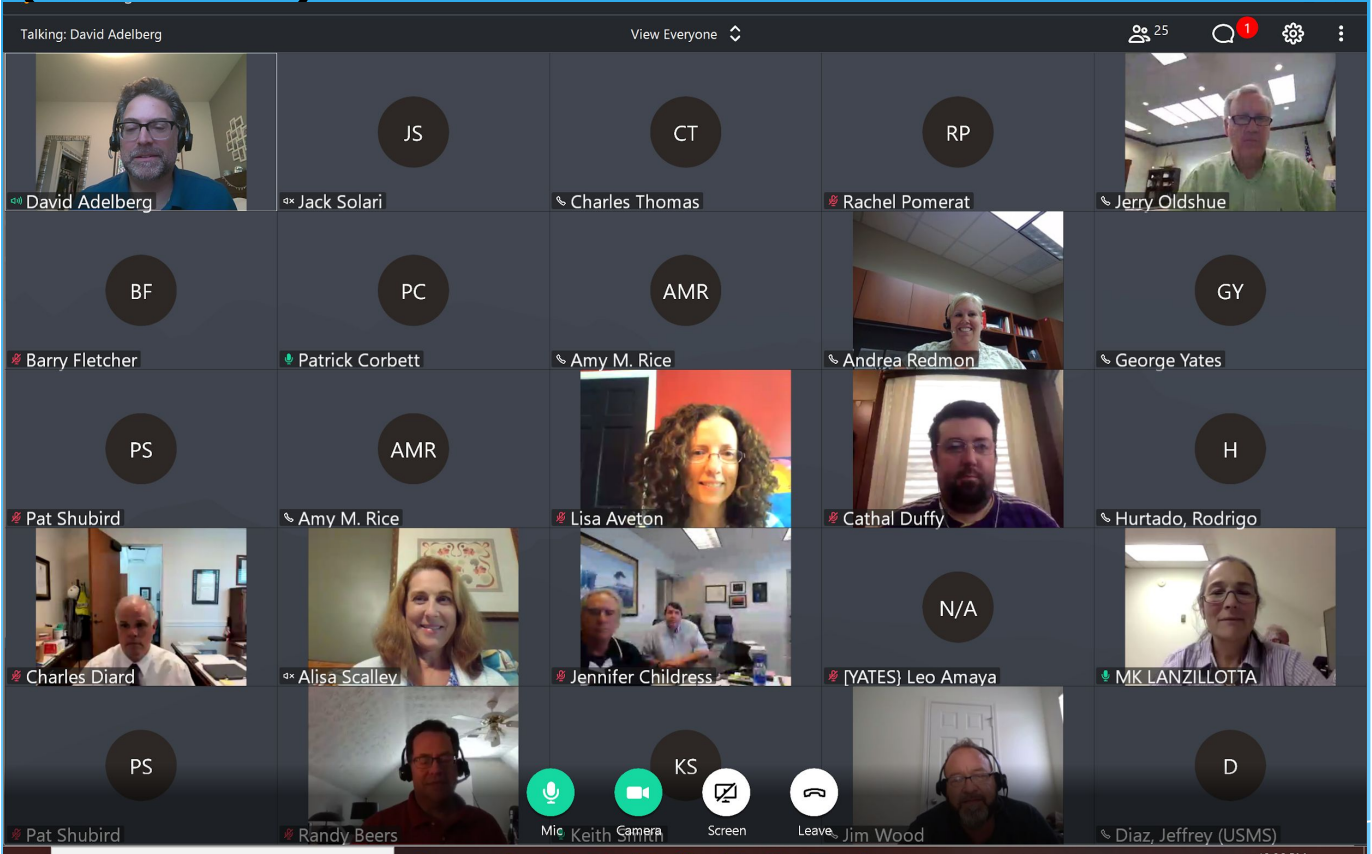 Talking: David Adelberg
View Everyone
25
1
David Adelberg
JS
Jack Solari
CT
Charles Thomas
RP
Rachel Pomerat
Jerry Oldshue
BF
Barry Fletcher
PC
Patrick Corbett
AMR
Amy M. Rice
Andrea Redmon
GY
George Yates
PS
Pat Shubird
AMR
Amy M. Rice
Lisa Aveton
Cathal Duffy
H
Hurtado, Rodrigo
Charles Diard
Alisa Scalley
Jennifer Childress
N/A
[YATES} Leo Amaya
MK LANZILLOTTA
PS
Pat Shubird
Randy Beers
KS
Keith Smith
Jim Wood
D
Diaz, Jeffrey (USMS)
Mic
Camera
Screen
Leave